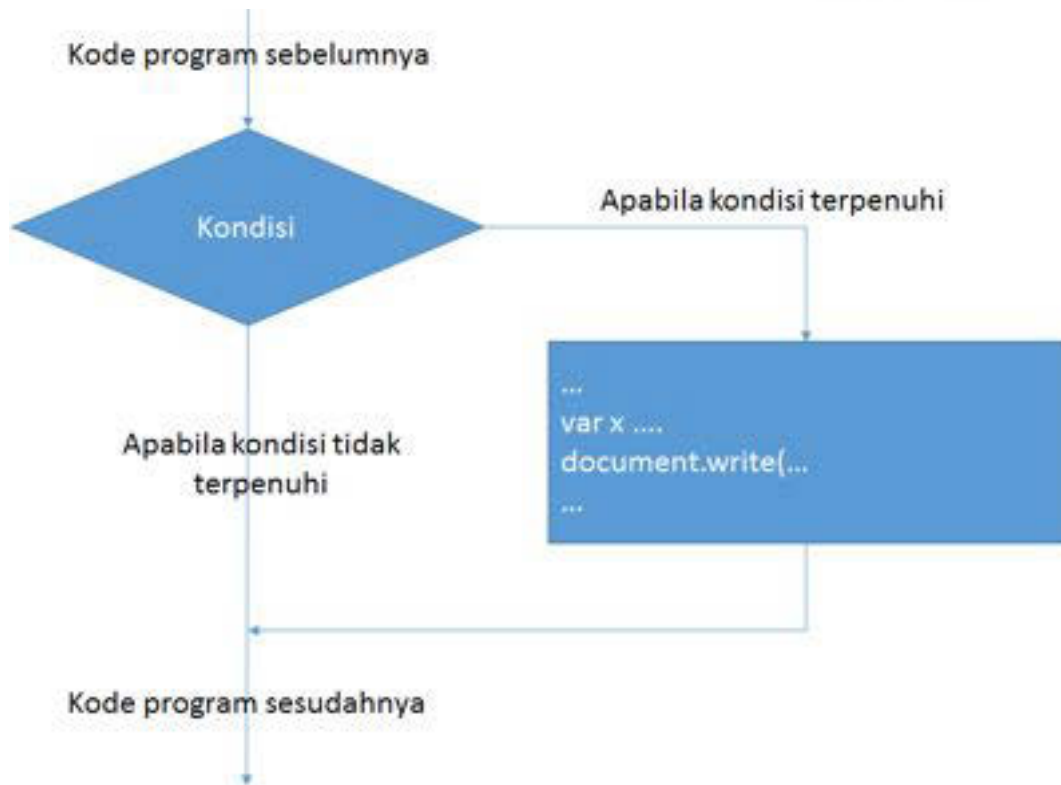 Kode program sebelumnya
Kondisi
Apabila kondisi terpenuhi
...
var x ....
document.write(...
...
Apabila kondisi tidak
terpenuhi
Kode program sesudahnya